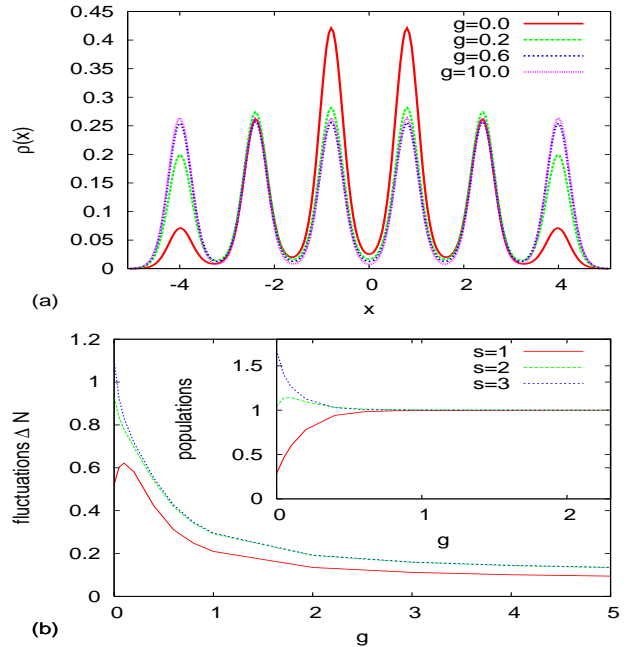 0.45
0.4
0.35
0.3
0.25
0.2
0.15
0.1
0.05
0
ρ(x)
g=0.0
g=0.2
g=0.6
g=10.0
-4 -2 0 2 4
x
(a)
1.2
1
0.8
0.6
0.4
0.2
0
fluctuations Δ N
1.5
1
0.5
0
populations
s=1
s=2
s=3
0 1 2
g
0 1 2 3 4 5
g
(b)